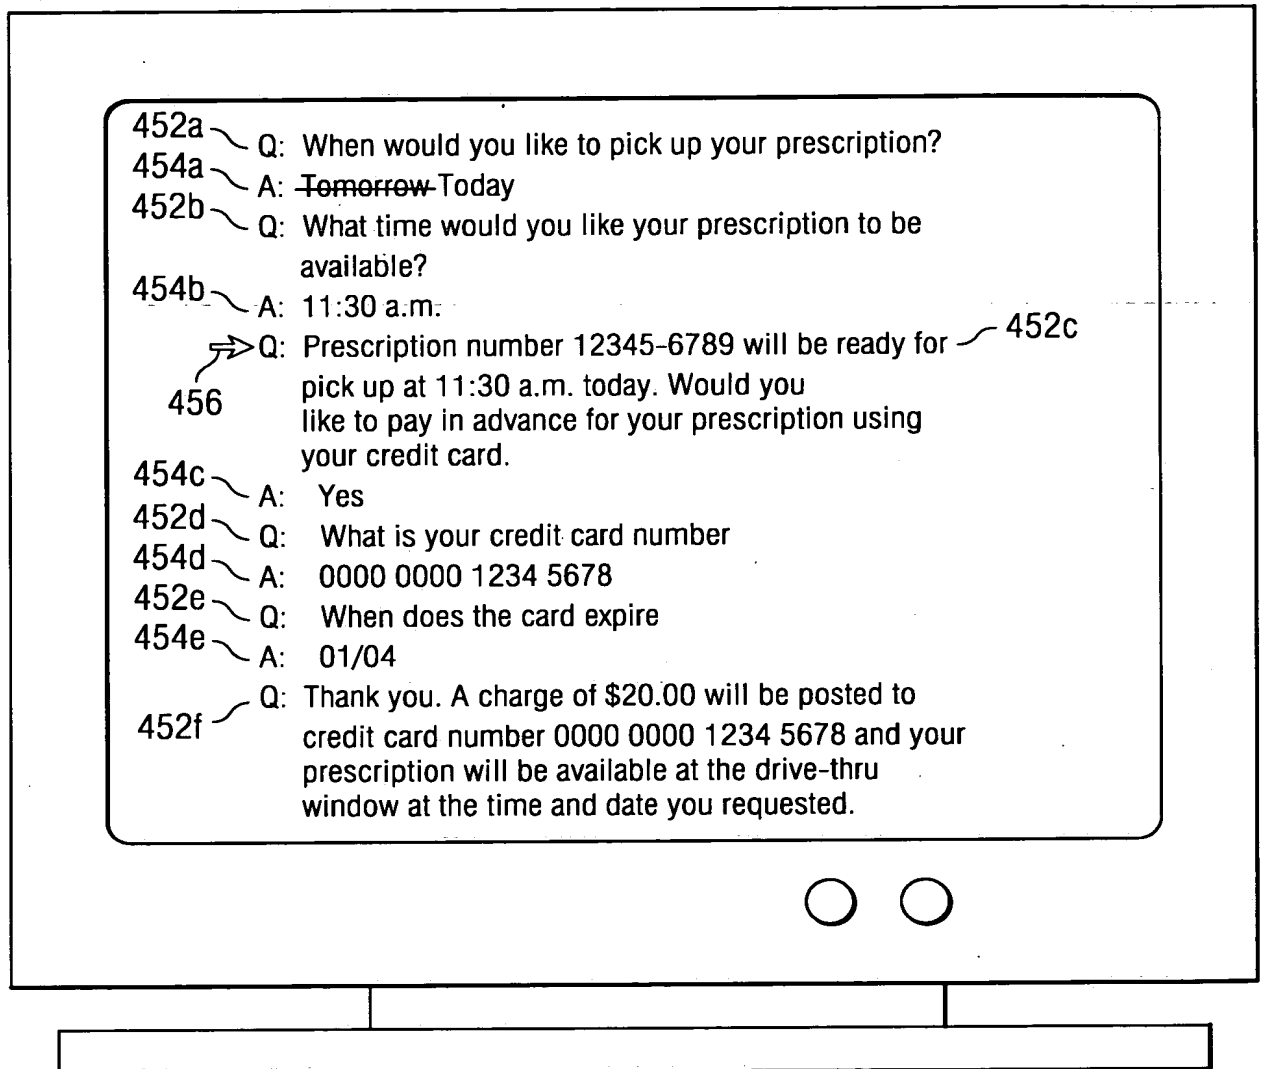 452a Q: When would you like to pick up your prescription?
454a A: Tomorrow Today
452b Q: What time would you like your prescription to be
available?
454b A: 11:30 a.m.
Q: Prescription number 12345-6789 will be ready for 452c
456 pick up at 11:30 a.m. today. Would you
like to pay in advance for your prescription using
your credit card.
454c A: Yes
452d Q: What is your credit card number
454d A: 0000 0000 1234 5678
452e Q: When does the card expire
454e A: 01/04
Q: Thank you. A charge of $20.00 will be posted to
452f credit card number 0000 0000 1234 5678 and your
prescription will be available at the drive-thru
window at the time and date you requested.